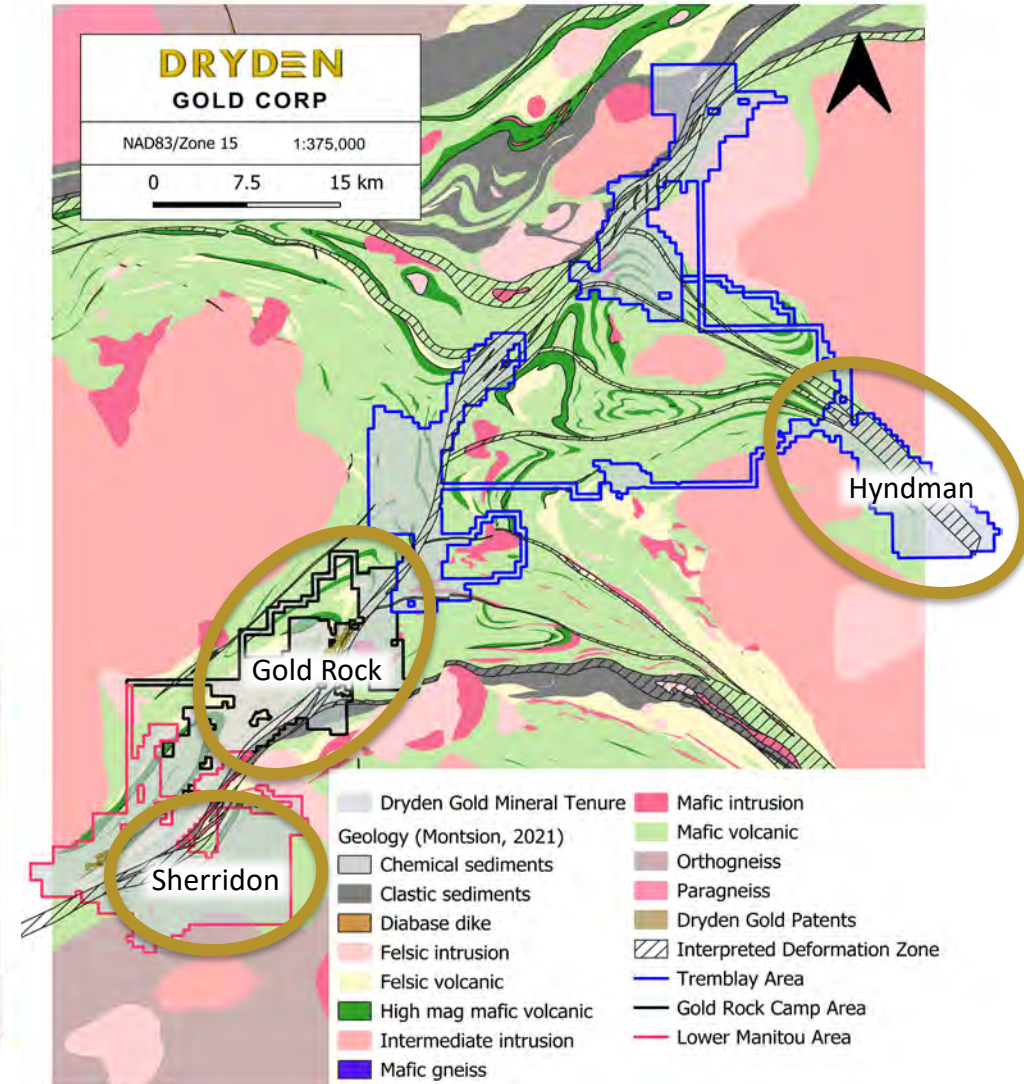 DRYDEN
GOLD CORP
NAD83/Zone 15 1:375,000
0 7.5 15 km
Hyndman
Gold Rock
Sherridon
Dryden Gold Mineral Tenure
Geology (Montsion, 2021)
Chemical sediments
Clastic sediments
Diabase dike
Felsic intrusion
Felsic volcanic
High mag mafic volcanic
Intermediate intrusion
Mafic gneiss
Mafic intrusion
Mafic volcanic
Orthogneiss
Paragneiss
Dryden Gold Patents
Interpreted Deformation Zone
Tremblay Area
Gold Rock Camp Area
Lower Manitou Area